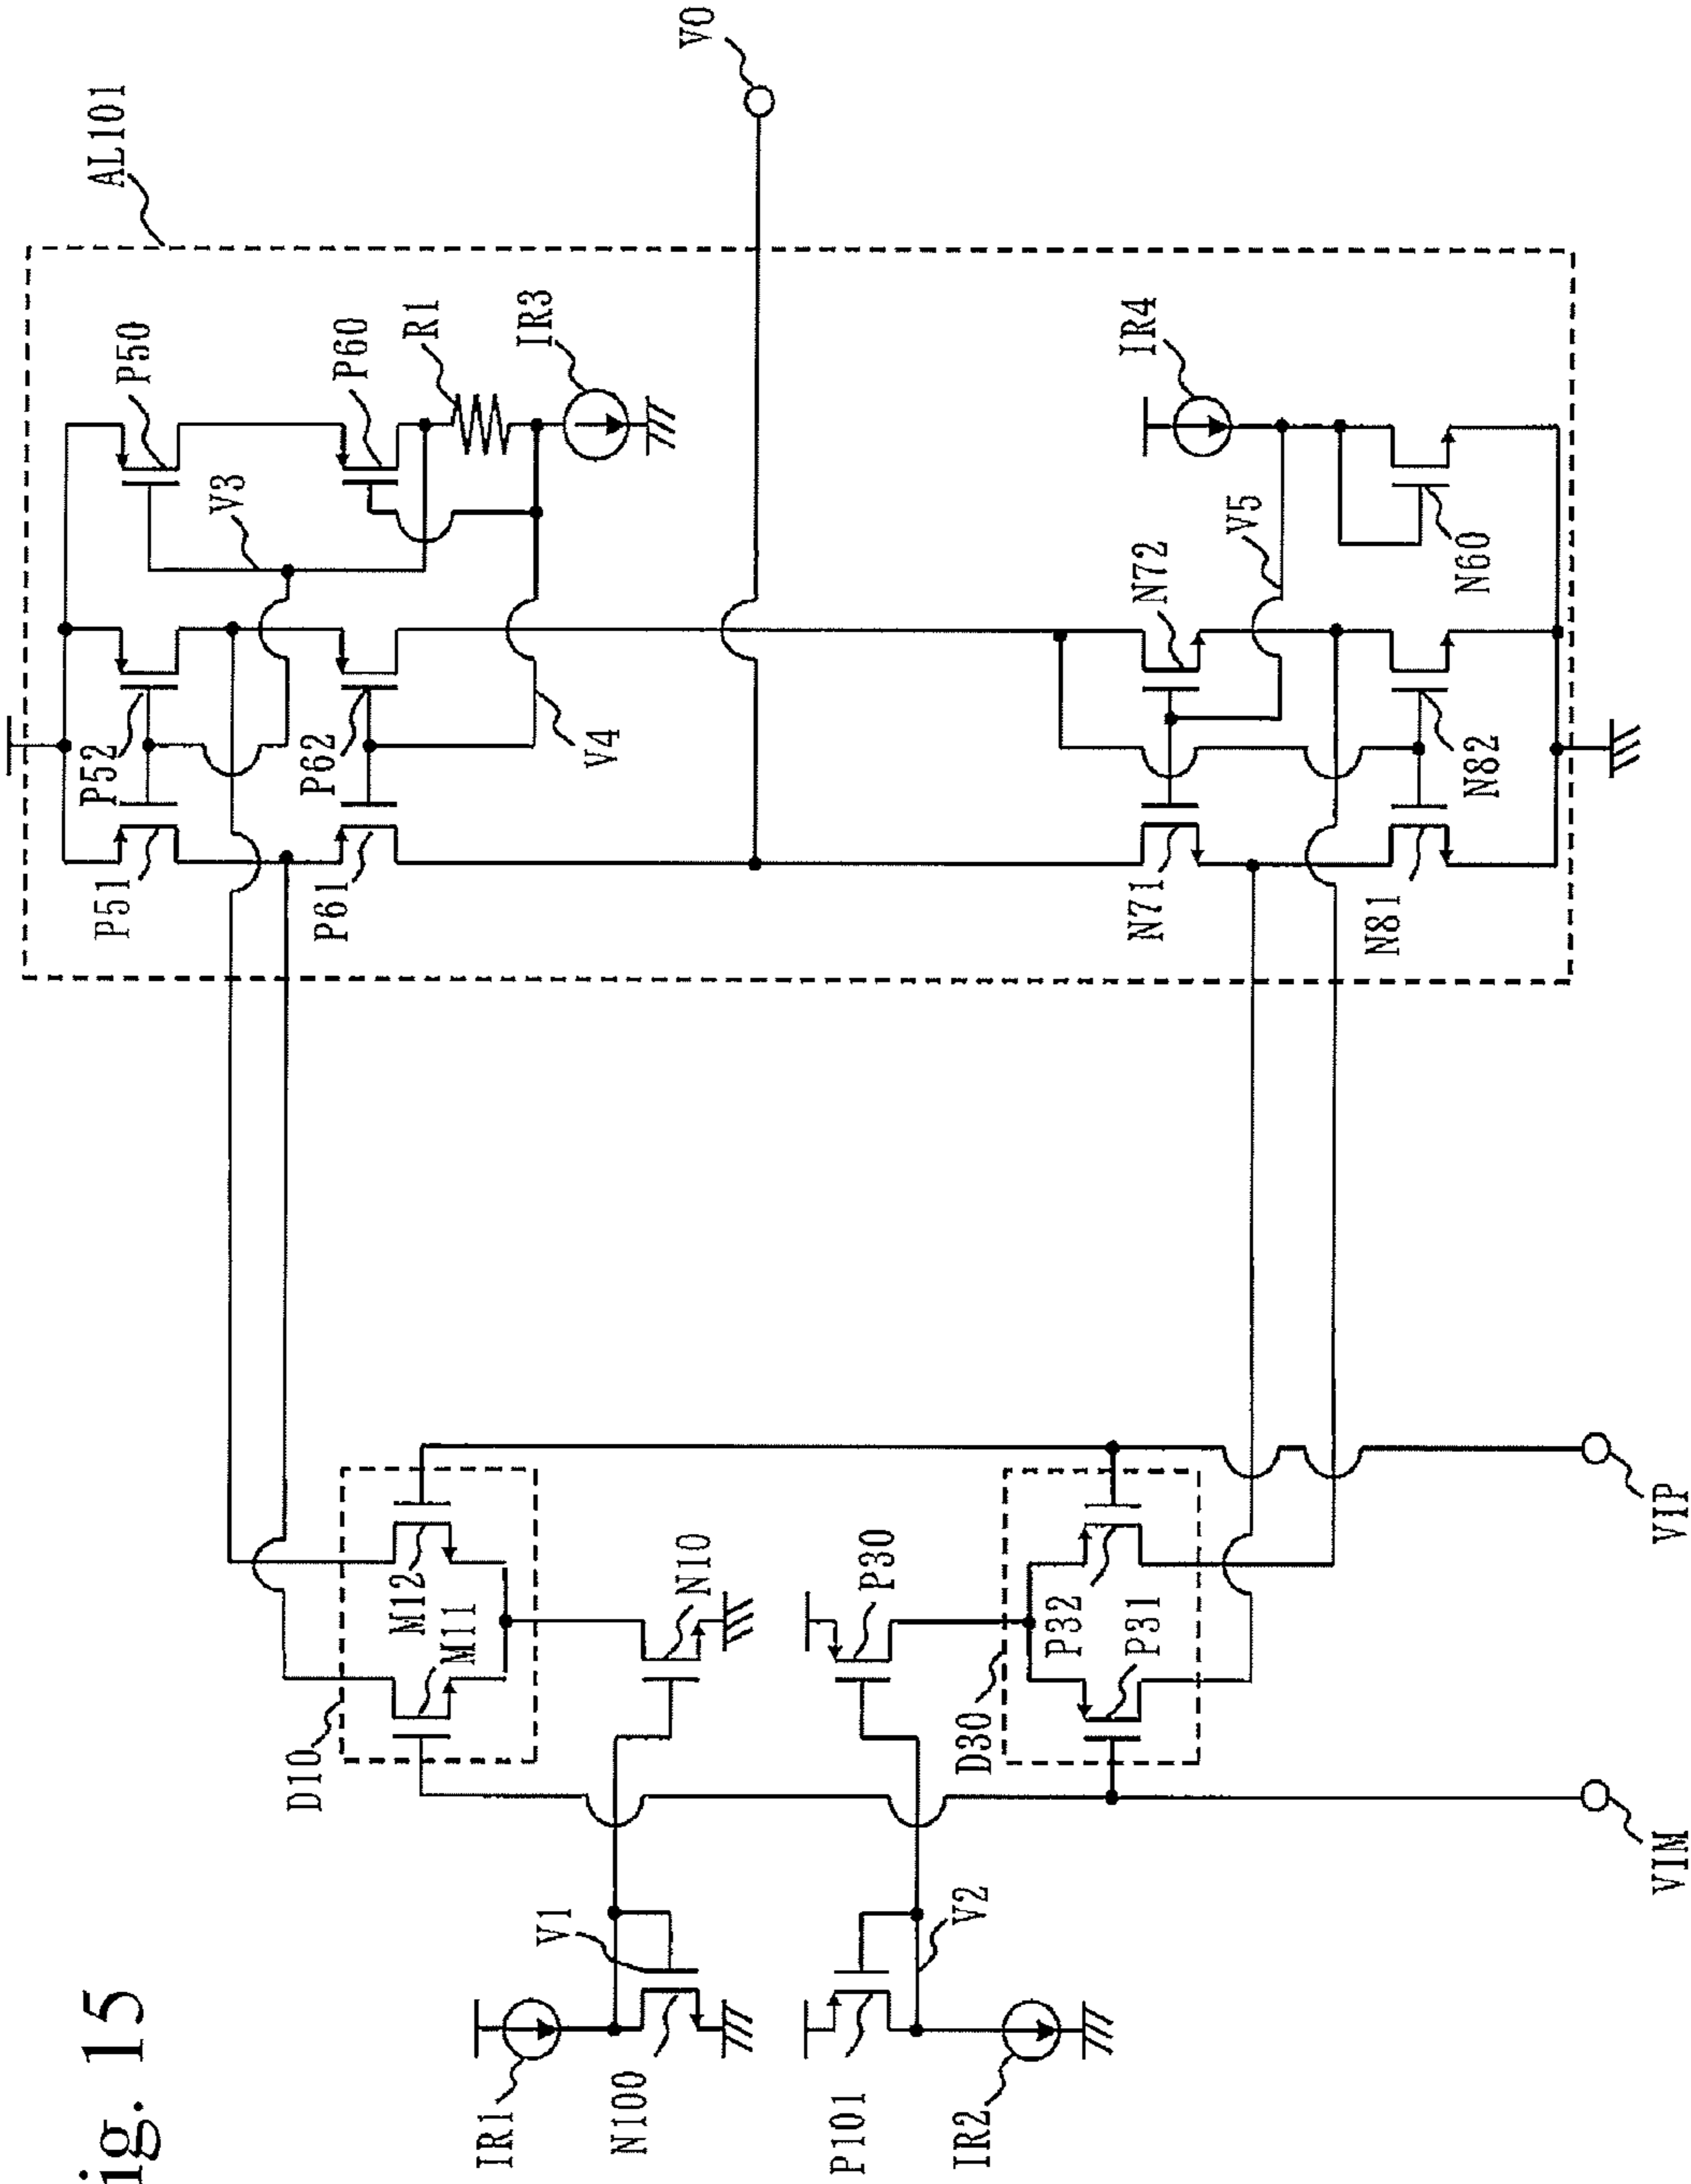 ig. 15
IR1
N100
V1
P101
V2
IR2
D10
M12
M11
N10
P30
D30
P32
P31
VIM
VIP
AL101
P51
P52
P61
P62
V3
V4
P50
P60
R1
IR3
VO
N71
N72
V5
IR4
N81
N82
N60